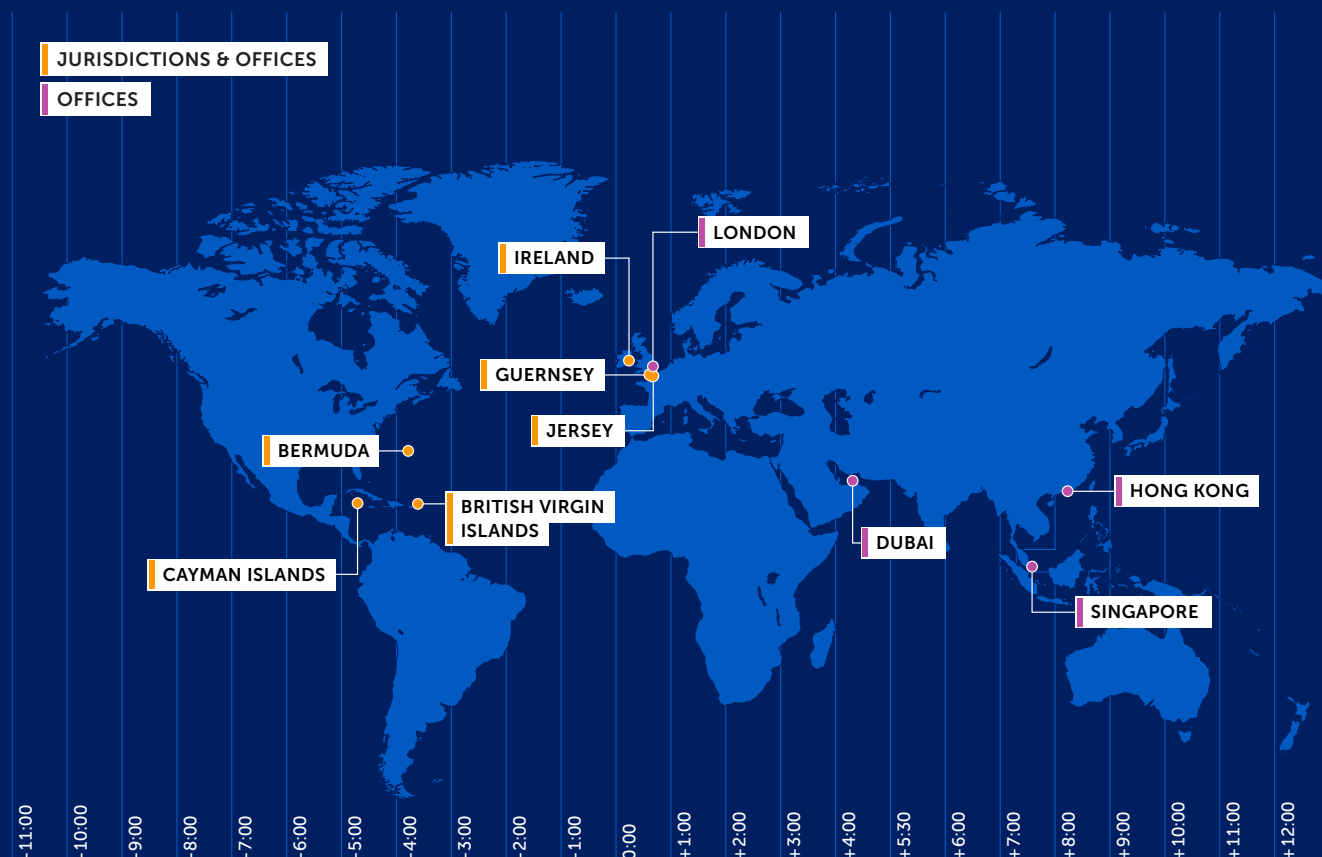 JURISDICTIONS & OFFICES
OFFICES
LONDON
IRELAND
GUERNSEY
JERSEY
BERMUDA
HONG KONG
BRITISH VIRGIN
ISLANDS
DUBAI
CAYMAN ISLANDS
SINGAPORE
-11:00
-10:00
-9:00
-8:00
-7:00
-6:00
-5:00
-4:00
-3:00
-2:00
-1:00
0:00
+1:00
+2:00
+3:00
+4:00
+5:30
+6:00
+7:00
+8:00
+9:00
+10:00
+11:00
+12:00